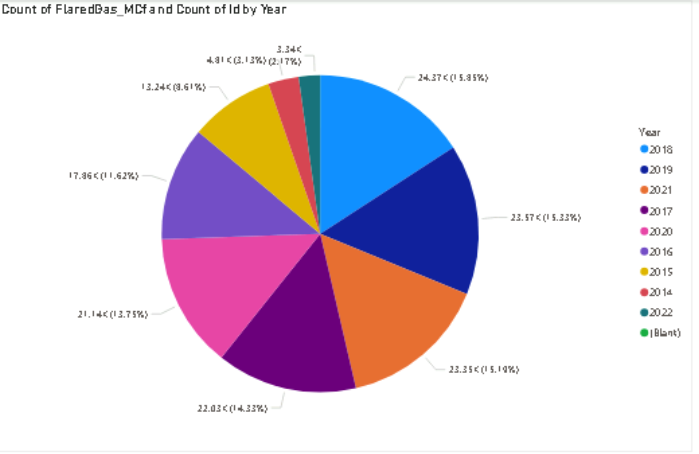 Count of FlaredGas_MCf and Count of Id by Year
3.34K
(2.17%)
4.81K (3.13%)
13.24K (8.61%)
17.86K (11.62%)
21.14K (13.75%)
22.03K (14.33%)
23.35K (15.19%)
23.57K (15.33%)
24.37K (15.85%)
Year
2018
2019
2021
2017
2020
2016
2015
2014
2022
(Blank)